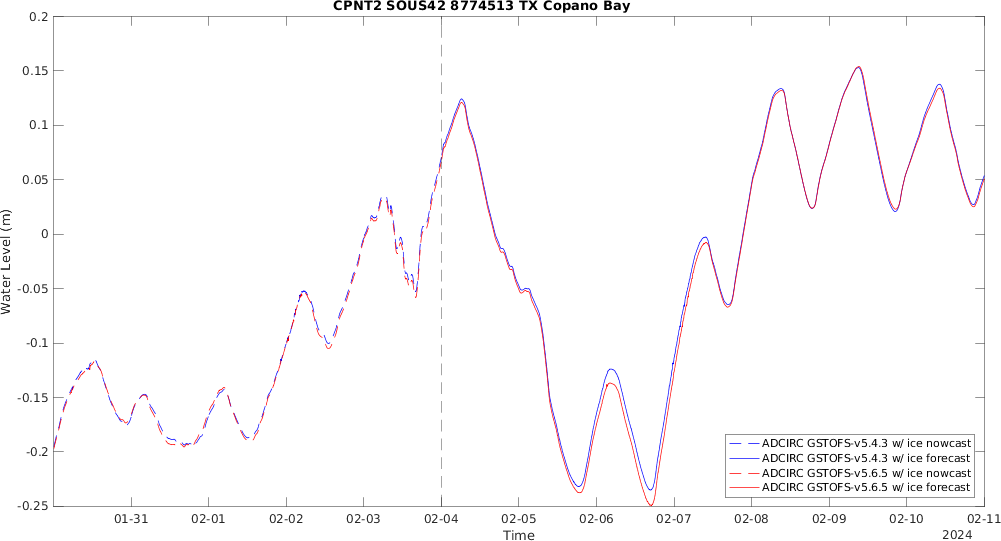 CPNT2 SOUS42 8774513 TX Copano Bay
0.2
0.15
0.1
0.05
0
-0.05
-0.1
-0.15
-0.2
-0.25
Water Level (m)
01-31 02-01 02-02 02-03 02-04 02-05 02-06 02-07 02-08 02-09 02-10 02-11
Time
2024
ADCIRC GSTOFS-v5.4.3 w/ ice nowcast
ADCIRC GSTOFS-v5.4.3 w/ ice forecast
ADCIRC GSTOFS-v5.6.5 w/ ice nowcast
ADCIRC GSTOFS-v5.6.5 w/ ice forecast